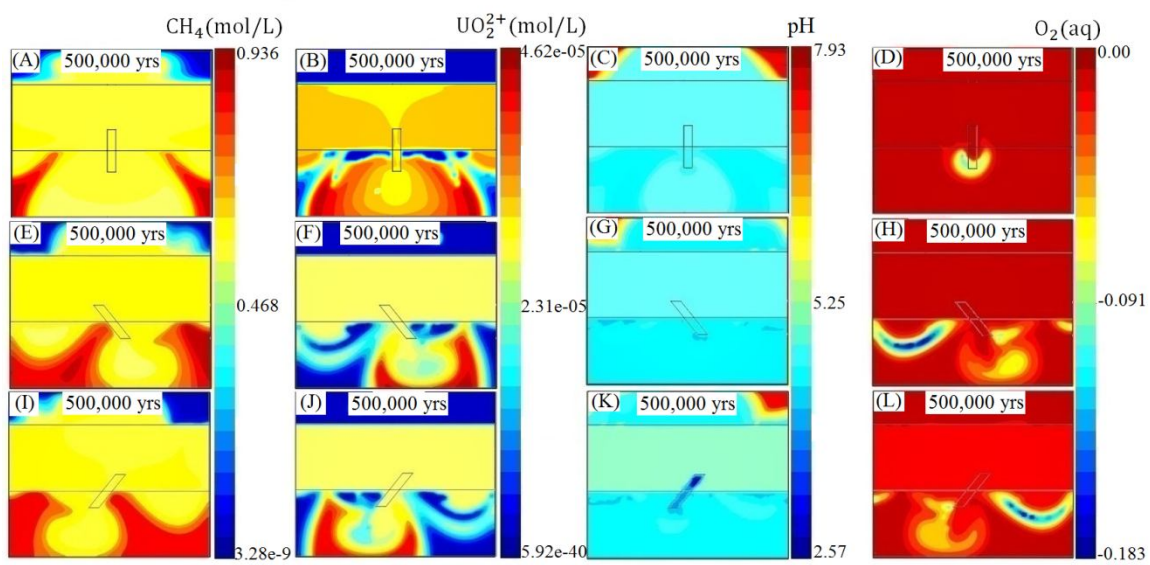 CH₄(mol/L) UO₂²⁺(mol/L) pH O₂(aq)
(A) 500,000 yrs 0.936 (B) 500,000 yrs 4.62e-05 (C) 500,000 yrs 7.93 (D) 500,000 yrs 0.00
(E) 500,000 yrs (F) 500,000 yrs (G) 500,000 yrs (H) 500,000 yrs
0.468 2.31e-05 5.25 -0.091
(I) 500,000 yrs (J) 500,000 yrs (K) 500,000 yrs (L) 500,000 yrs
3.28e-9 5.92e-40 2.57 -0.183